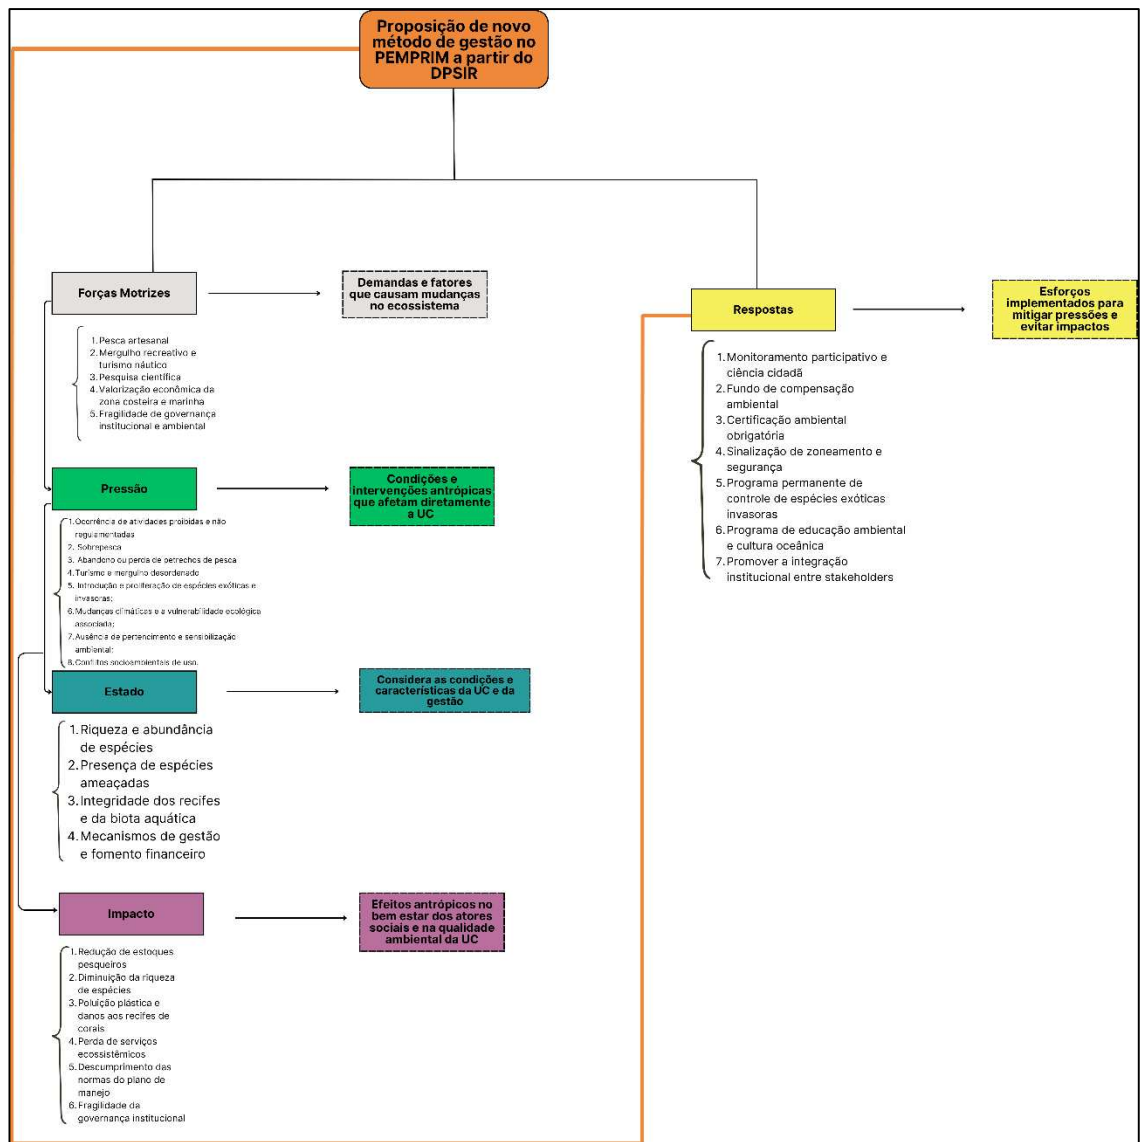 Proposição de novo
método de gestão no
PEMPRIM a partir do
DPSIR
Forças Motrizes
Demandas e fatores
que causam mudanças
no ecossistema
1. Pesca artesanal
2. Mergulho recreativo e
turismo náutico
3. Pesquisa científica
4. Valorização econômica da
zona costeira e marinha
5. Fragilidade de governança
institucional e ambiental
Pressão
Condições e
intervenções antrópicas
que afetam diretamente
a UC
1. Ocorrência de atividades proibidas e não
regulamentadas
2. Sobrepesca
3. Abandono ou perda de petrechos de pesca
4. Turismo e mergulho desordenado
5. Introdução e proliferação de espécies exóticas e
invasoras;
6. Mudanças climáticas e a vulnerabilidade ecológica
associada;
7. Ausência de pertencimento e sensibilização
ambiental;
8. Conflitos socioambientais de uso.
Estado
Considera as condições e
características da UC e da
gestão
1. Riqueza e abundância
de espécies
2. Presença de espécies
ameaçadas
3. Integridade dos recifes
e da biota aquática
4. Mecanismos de gestão
e fomento financeiro
Impacto
Efeitos antrópicos no
bem estar dos atores
sociais e na qualidade
ambiental da UC
1. Redução de estoques
pesqueiros
2. Diminuição da riqueza
de espécies
3. Poluição plástica e
danos aos recifes de
corais
4. Perda de serviços
ecossistêmicos
5. Descumprimento das
normas do plano de
manejo
6. Fragilidade da
governança institucional
Respostas
Esforços
implementados para
mitigar pressões e
evitar impactos
1. Monitoramento participativo e
ciência cidadã
2. Fundo de compensação
ambiental
3. Certificação ambiental
obrigatória
4. Sinalização de zoneamento e
segurança
5. Programa permanente de
controle de espécies exóticas
invasoras
6. Programa de educação ambiental
e cultura oceânica
7. Promover a integração
institucional entre stakeholders